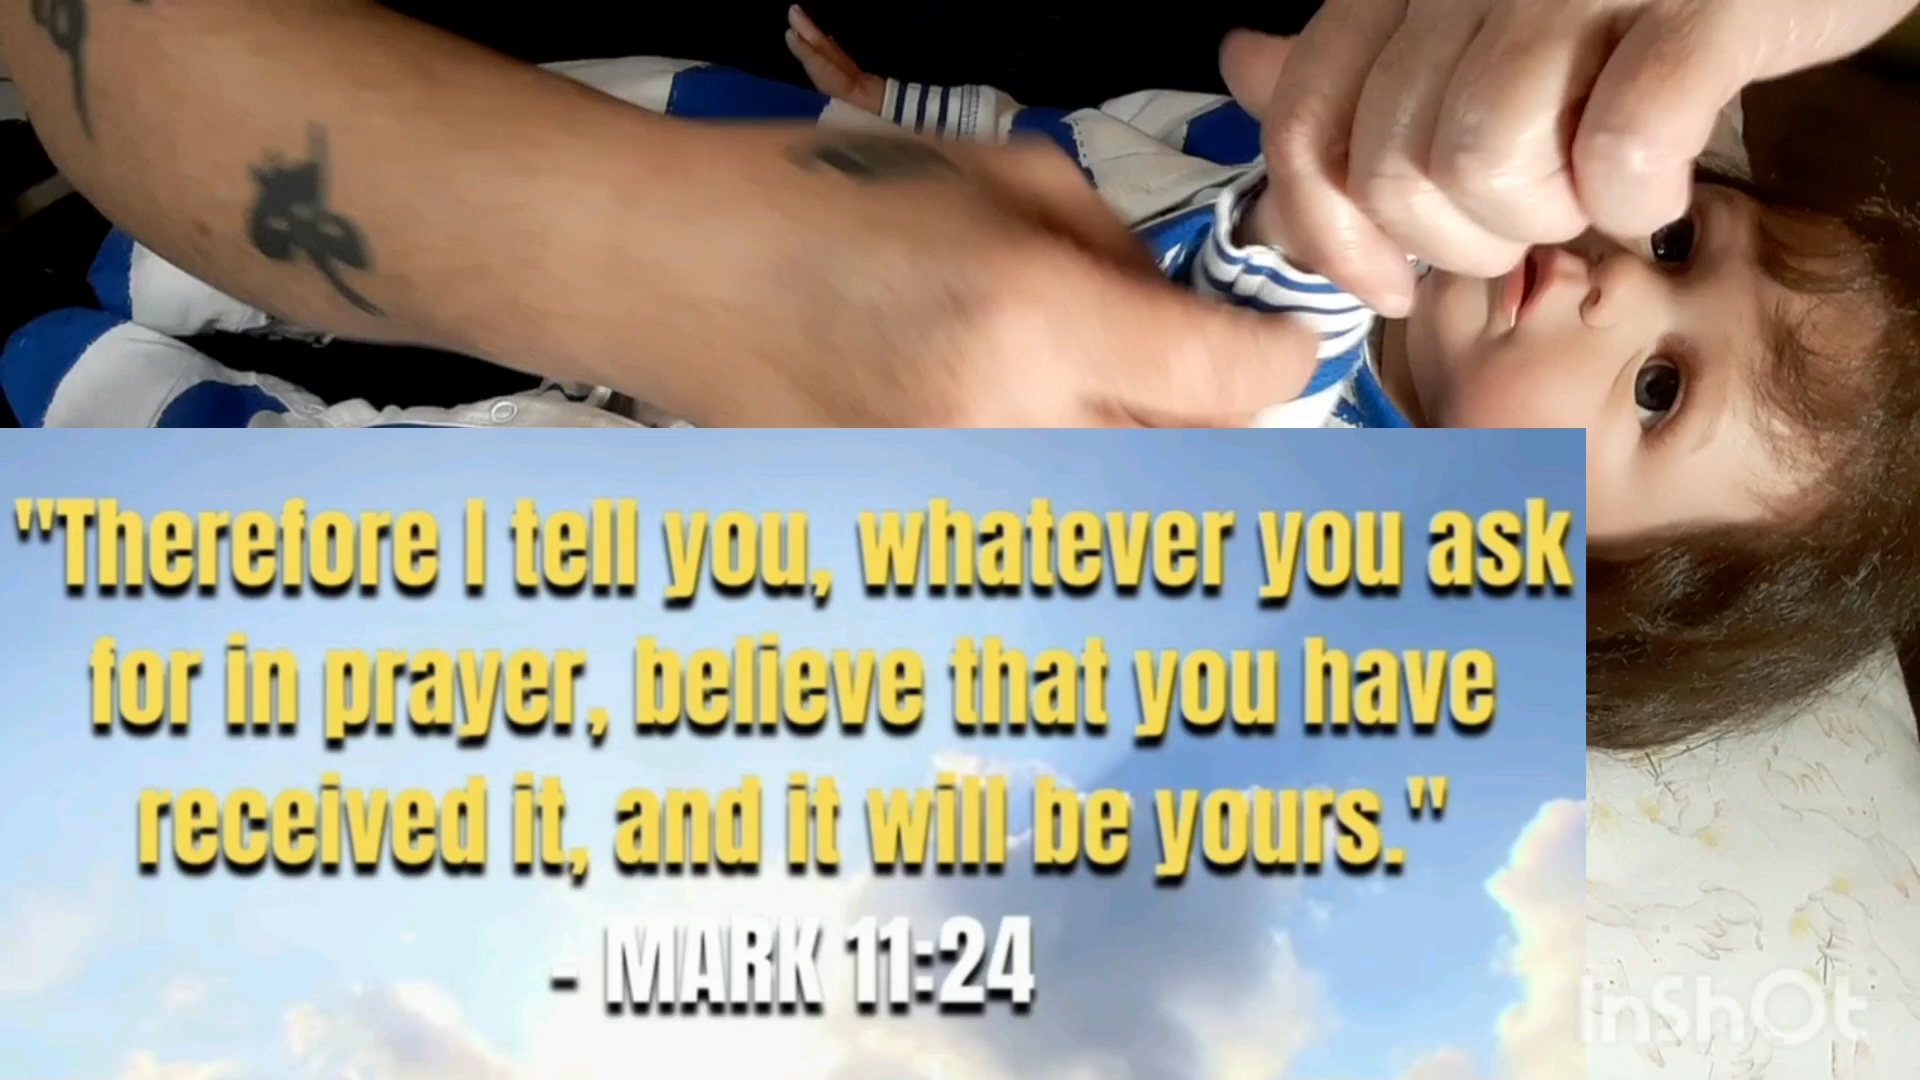 "Therefore I tell you, whatever you ask
for in prayer, believe that you have
received it, and it will be yours."
- MARK 11:24
InShOt